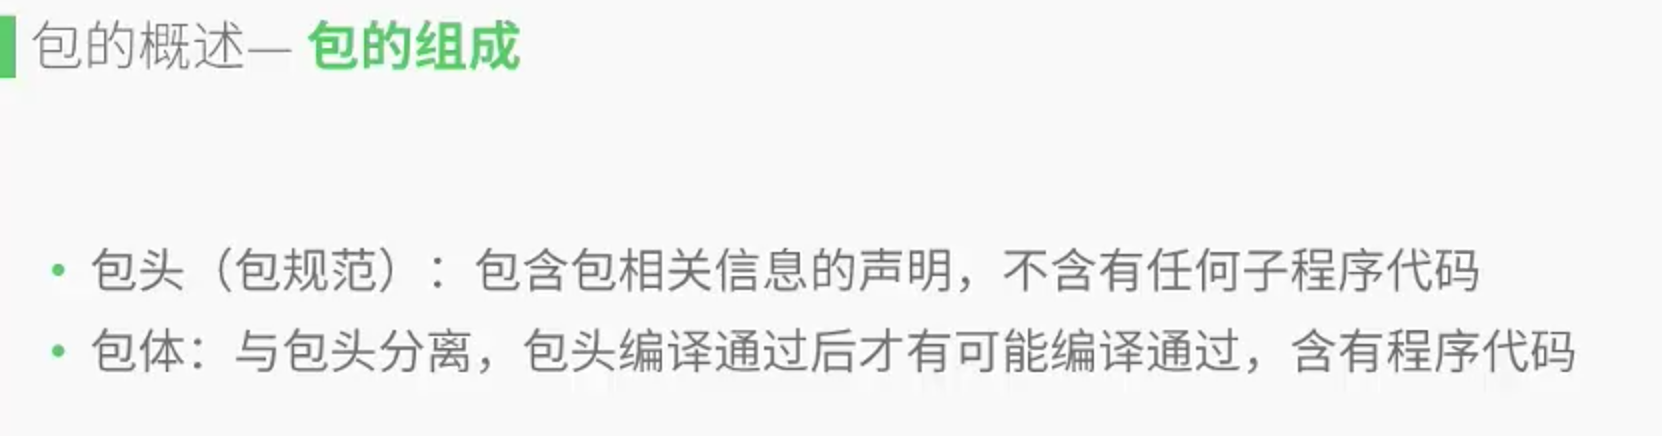 包的概述— 包的组成
• 包头（包规范）：包含包相关信息的声明，不含有任何子程序代码
• 包体：与包头分离，包头编译通过后才有可能编译通过，含有程序代码